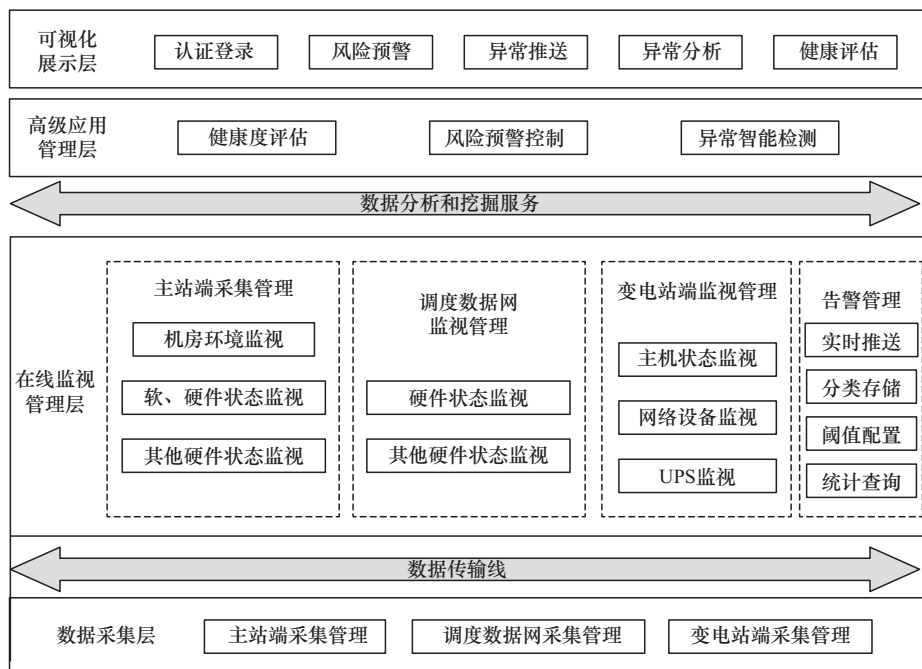 可视化
展示层
认证登录
风险预警
异常推送
异常分析
健康评估
高级应用
管理层
健康度评估
风险预警控制
异常智能检测
数据分析和挖掘服务
在线监视
管理层
主站端采集管理
机房环境监视
软、硬件状态监视
其他硬件状态监视
调度数据网
监视管理
硬件状态监视
其他硬件状态监视
变电站端监视管理
主机状态监视
网络设备监视
UPS监视
告警管理
实时推送
分类存储
阈值配置
统计查询
数据传输线
数据采集层
主站端采集管理
调度数据网采集管理
变电站端采集管理